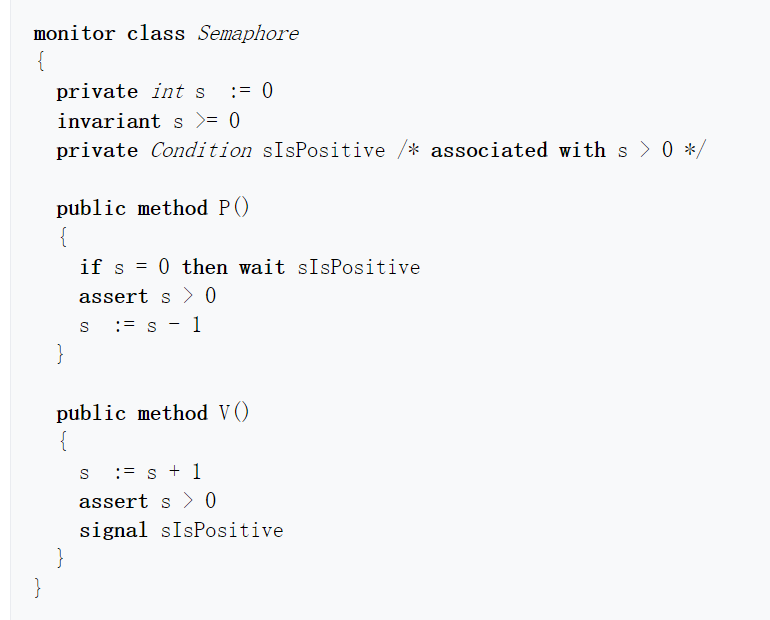 monitor class Semaphore
{
  private int s := 0
  invariant s >= 0
  private Condition sIsPositive /* associated with s > 0 */

  public method P()
  {
    if s = 0 then wait sIsPositive
    assert s > 0
    s := s - 1
  }

  public method V()
  {
    s := s + 1
    assert s > 0
    signal sIsPositive
  }
}